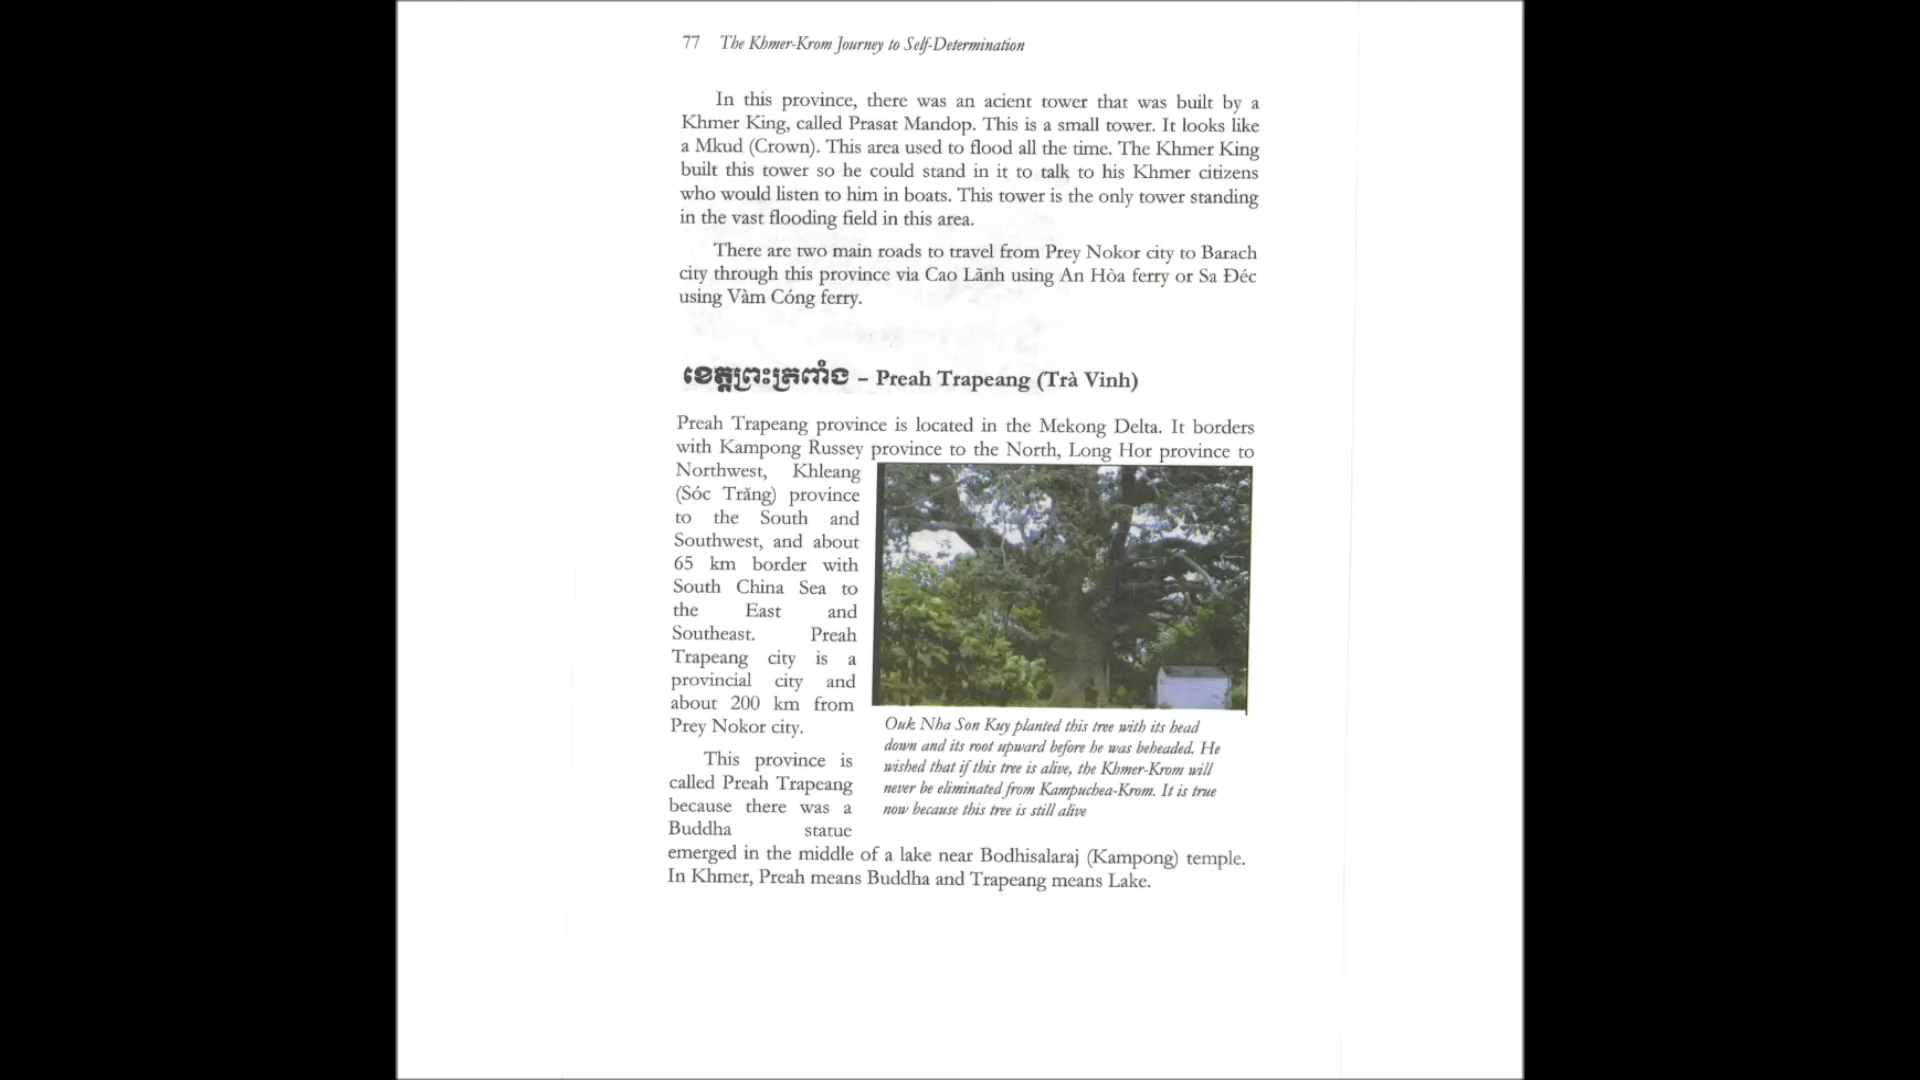 77 The Khmer-Krom Journey to Self-Determination
In this province, there was an acient tower that was built by a
Khmer King, called Prasat Mandop. This is a small tower. It looks like
a Mkud (Crown). This area used to flood all the time. The Khmer King
built this tower so he could stand in it to talk to his Khmer citizens
who would listen to him in boats. This tower is the only tower standing
in the vast flooding field in this area.
There are two main roads to travel from Prey Nokor city to Barach
city through this province via Cao Lãnh using An Hòa ferry or Sa Đéc
using Vàm Cóng ferry.
ខេត្តព្រះត្រពាំង – Preah Trapeang (Trà Vinh)
Preah Trapeang province is located in the Mekong Delta. It borders
with Kampong Russey province to the North, Long Hor province to
Northwest, Khleang
(Sóc Trăng) province
to the South and
Southwest, and about
65 km border with
South China Sea to
the East and
Southeast. Preah
Trapeang city is a
provincial city and
about 200 km from
Prey Nokor city.
This province is
called Preah Trapeang
because there was a
Buddha statue
emerged in the middle of a lake near Bodhisalaraj (Kampong) temple.
In Khmer, Preah means Buddha and Trapeang means Lake.
Ouk Nha Son Kuy planted this tree with its head
down and its root upward before he was beheaded. He
wished that if this tree is alive, the Khmer-Krom will
never be eliminated from Kampuchea-Krom. It is true
now because this tree is still alive